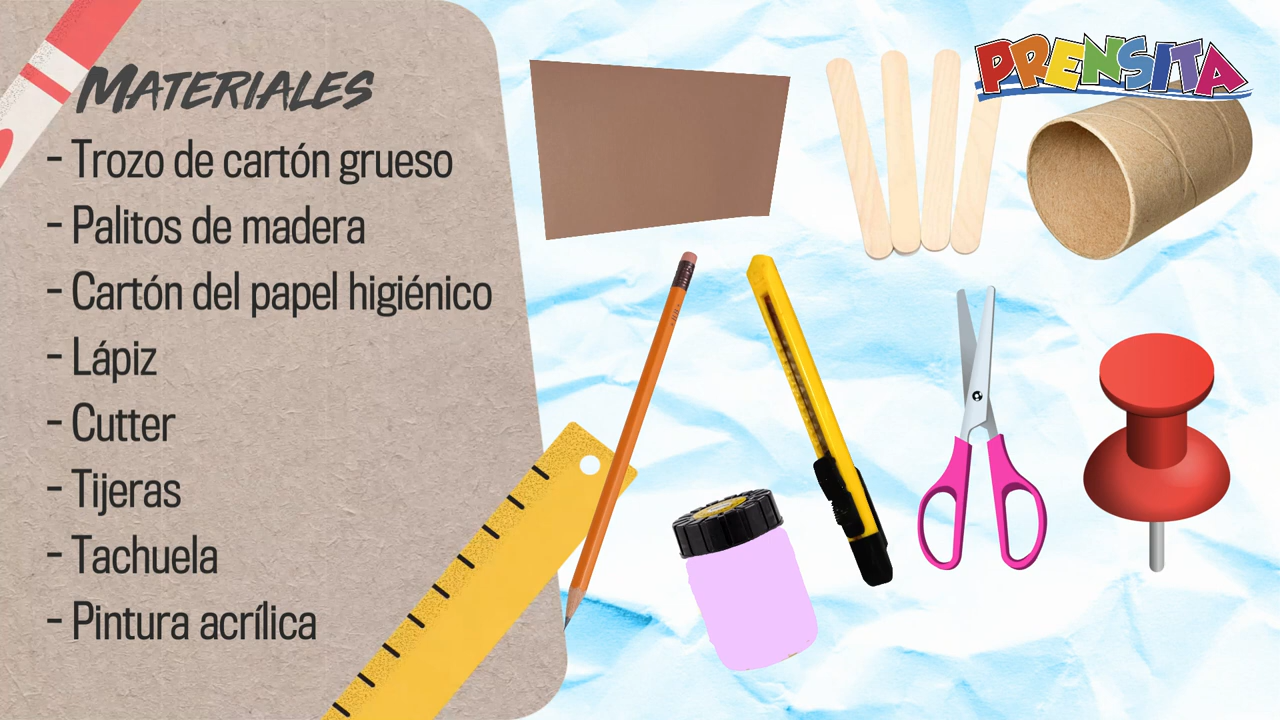 MATERIALES
- Trozo de cartón grueso
- Palitos de madera
- Cartón del papel higiénico
- Lápiz
- Cutter
- Tijeras
- Tachuela
- Pintura acrílica
PRENSITA